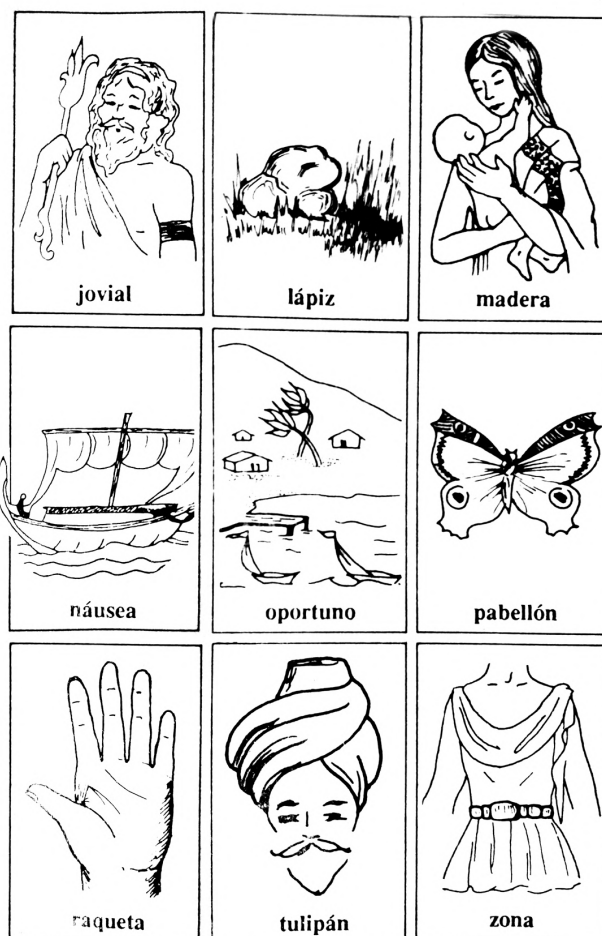 jovial
lápiz
madera
náusea
oportuno
pabellón
raqueta
tulipán
zona